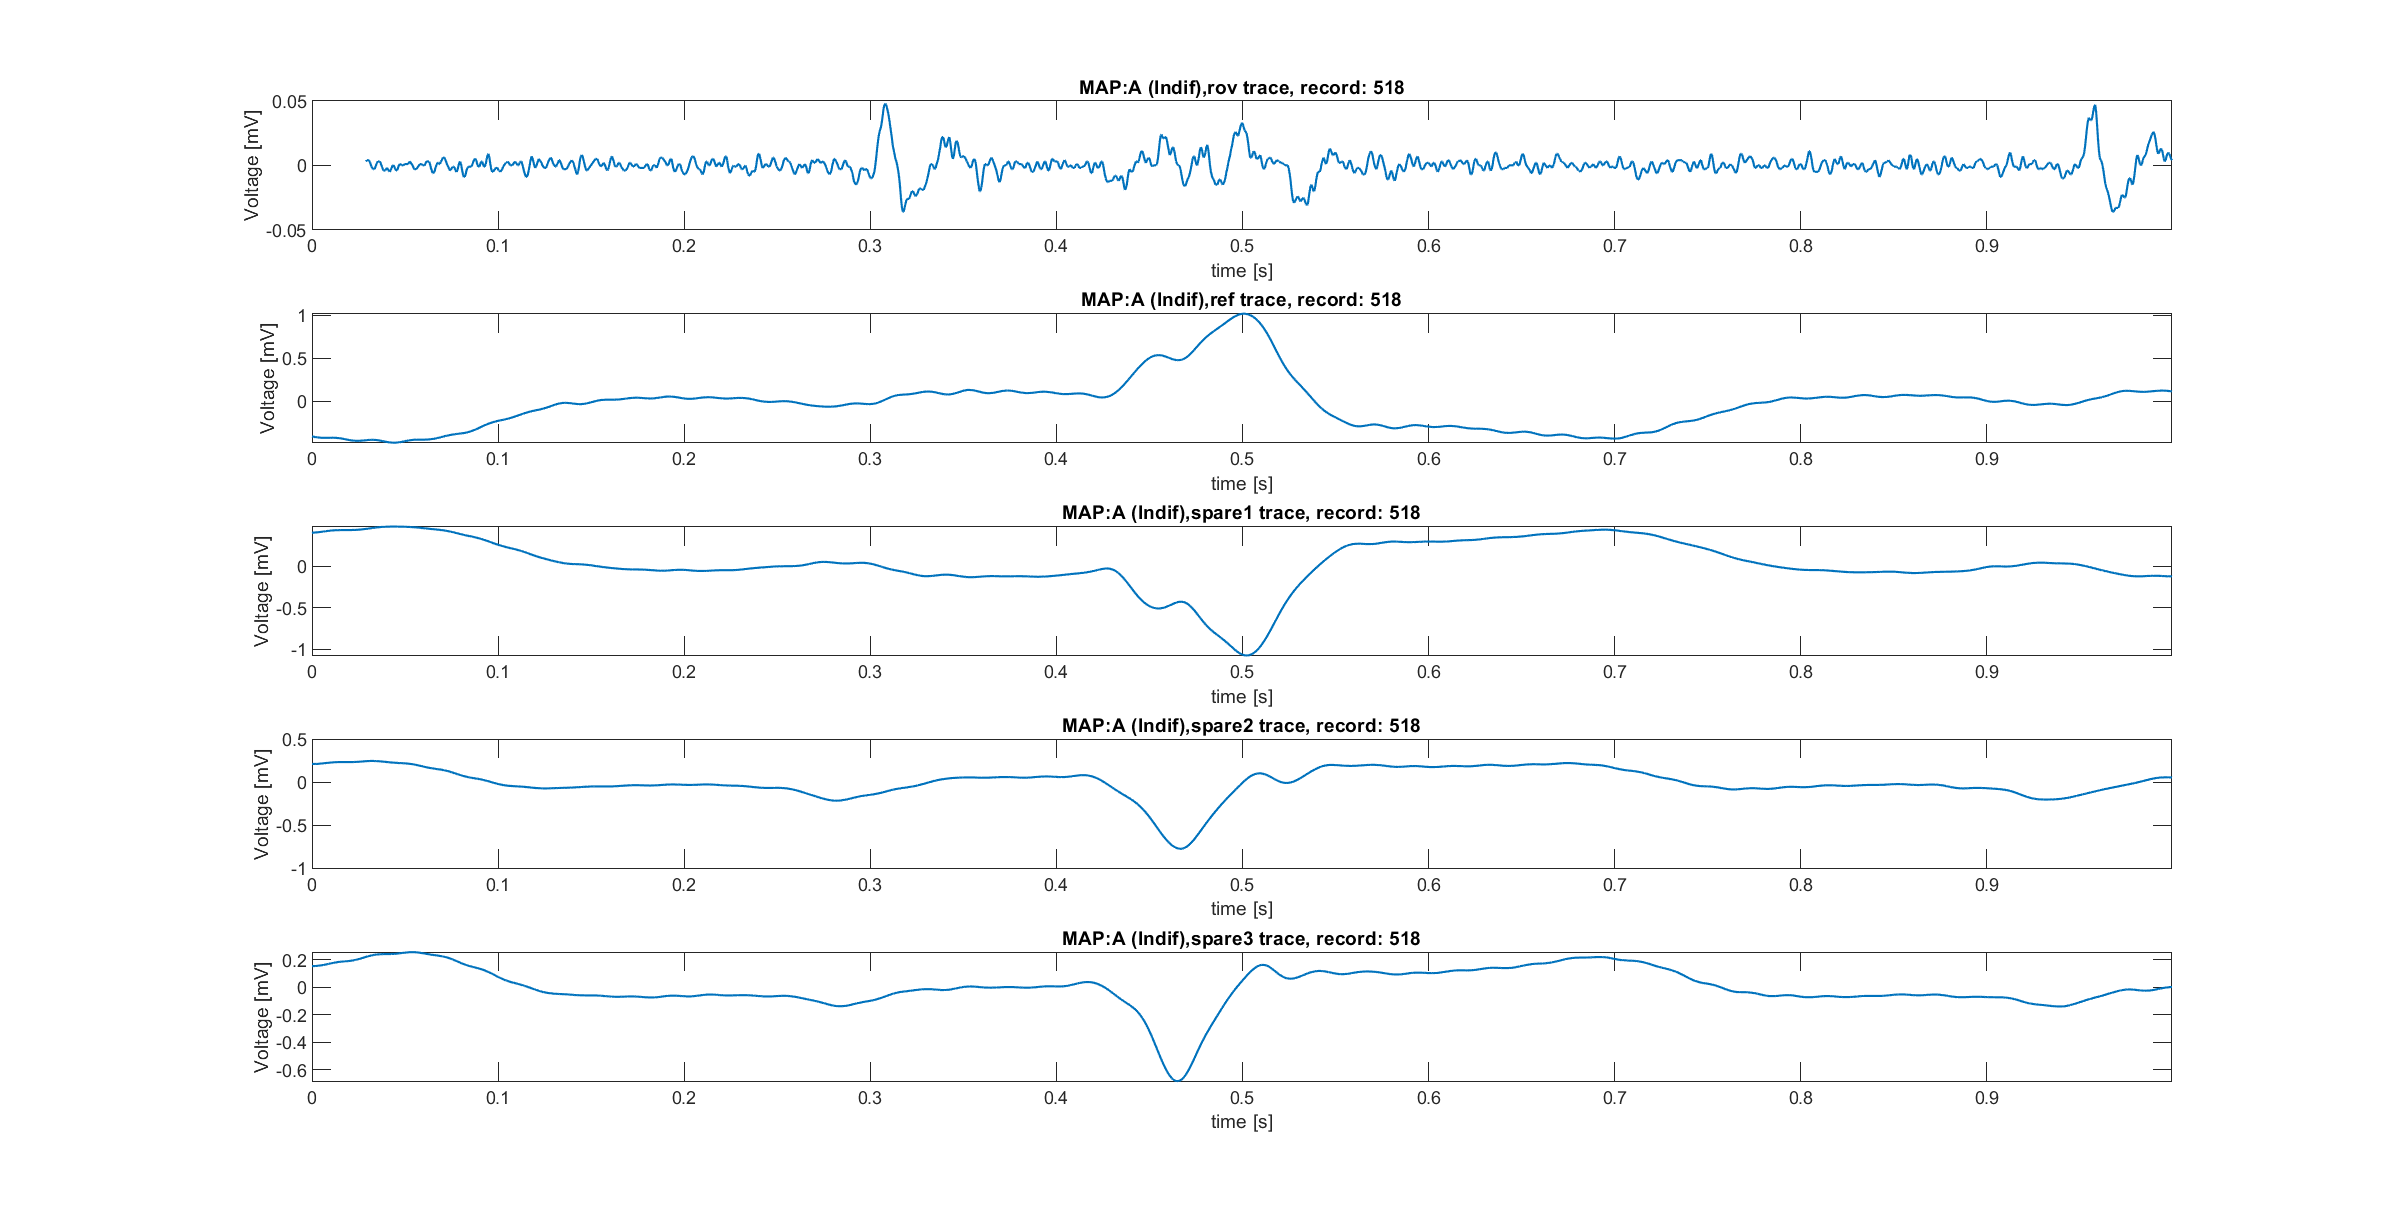 MAP:A (Indif),rov trace, record: 518
Voltage [mV]
0.05
0
-0.05
0 0.1 0.2 0.3 0.4 0.5 0.6 0.7 0.8 0.9
time [s]
MAP:A (Indif),ref trace, record: 518
Voltage [mV]
1
0.5
0
0 0.1 0.2 0.3 0.4 0.5 0.6 0.7 0.8 0.9
time [s]
MAP:A (Indif),spare1 trace, record: 518
Voltage [mV]
0
-0.5
-1
0 0.1 0.2 0.3 0.4 0.5 0.6 0.7 0.8 0.9
time [s]
MAP:A (Indif),spare2 trace, record: 518
Voltage [mV]
0.5
0
-0.5
-1
0 0.1 0.2 0.3 0.4 0.5 0.6 0.7 0.8 0.9
time [s]
MAP:A (Indif),spare3 trace, record: 518
Voltage [mV]
0.2
0
-0.2
-0.4
-0.6
0 0.1 0.2 0.3 0.4 0.5 0.6 0.7 0.8 0.9
time [s]